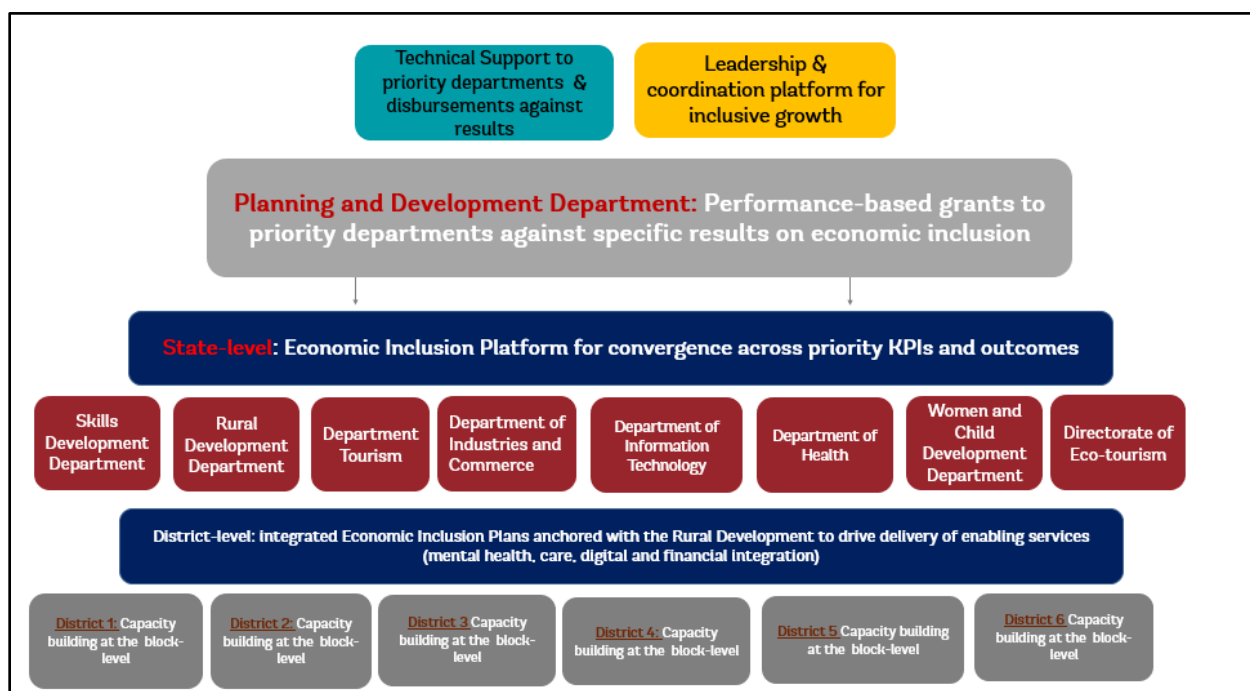 Technical Support to
priority departments &
disbursements against
results
Leadership &
coordination platform for
inclusive growth
Planning and Development Department: Performance-based grants to
priority departments against specific results on economic inclusion
State-level: Economic Inclusion Platform for convergence across priority KPIs and outcomes
Skills
Development
Department
Rural
Development
Department
Department
Tourism
Department of
Industries and
Commerce
Department of
Information
Technology
Department of
Health
Women and
Child
Development
Department
Directorate of
Eco-tourism
District-level: integrated Economic Inclusion Plans anchored with the Rural Development to drive delivery of enabling services
(mental health, care, digital and financial integration)
District 1: Capacity
building at the block-
level
District 2: Capacity
building at the block-
level
District 3 Capacity
building at the block-
level
District 4: Capacity
building at the block-level
District 5 Capacity building
at the block-level
District 6 Capacity
building at the block-
level